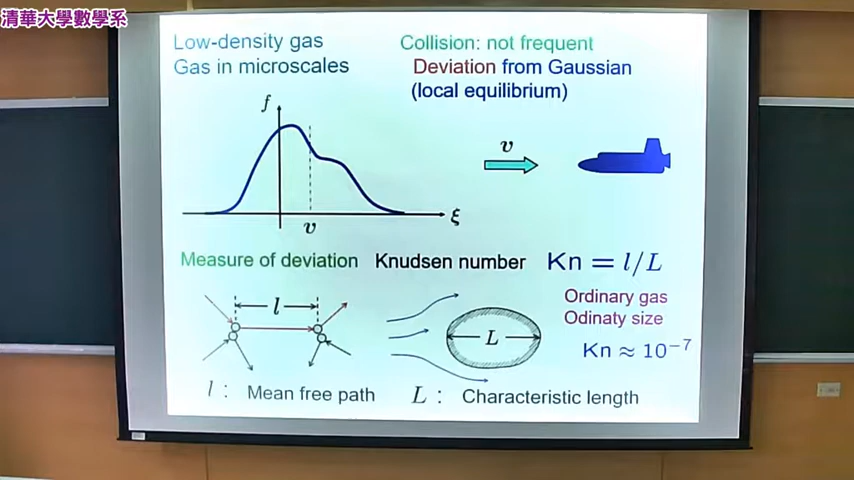 清華大學數學系
Low-density gas
Gas in microscales
Collision: not frequent
Deviation from Gaussian
(local equilibrium)
f
v
ξ
v
Measure of deviation Knudsen number Kn = l/L
l
L
Ordinary gas
Odinaty size
Kn ≈ 10⁻⁷
l : Mean free path
L : Characteristic length